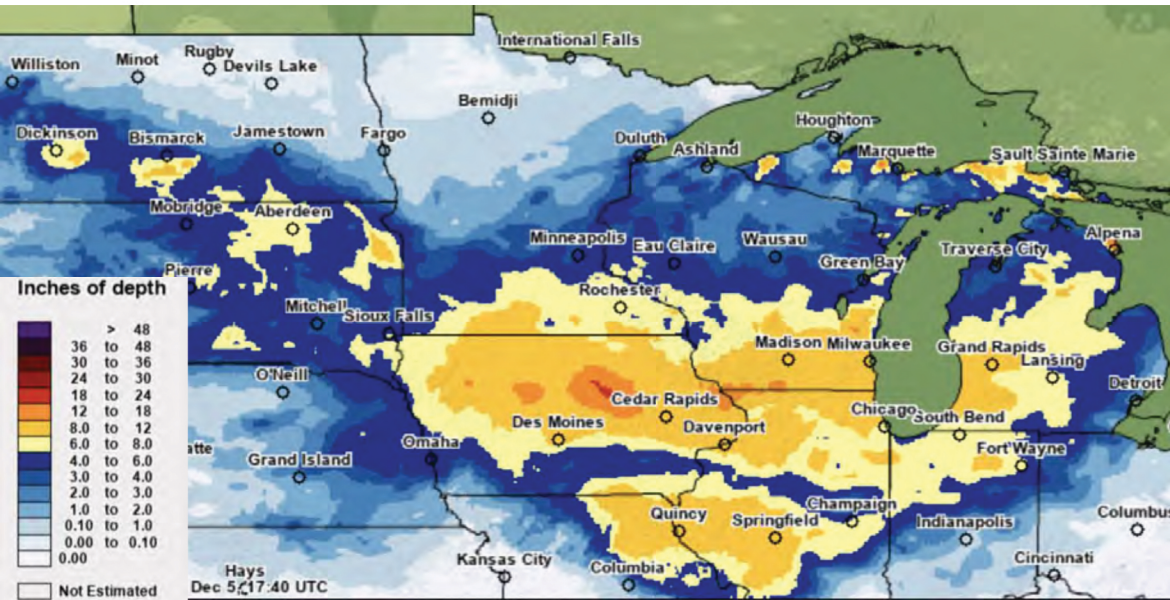 International Falls
Williston
Minot
Rugby
Devils Lake
Bemidji
Dickinson
Bismarck
Jamestown
Fargo
Duluth
Ashland
Houghton
Marquette
Sault Sainte Marie
Mobridge
Aberdeen
Minneapolis
Eau Claire
Wausau
Green Bay
Traverse City
Alpena
Pierre
Rochester
Mitchell
Sioux Falls
Madison
Milwaukee
Grand Rapids
Lansing
Detroit
O'Neill
Cedar Rapids
Des Moines
Davenport
Chicago
South Bend
Fort Wayne
Omaha
atte
Grand Island
Quincy
Springfield
Champaign
Indianapolis
Columbus
Kansas City
Columbia
Cincinnati
Hays
Dec 5, 17:40 UTC
Inches of depth
> 48
36 to 48
30 to 36
24 to 30
18 to 24
12 to 18
8.0 to 12
6.0 to 8.0
4.0 to 6.0
3.0 to 4.0
2.0 to 3.0
1.0 to 2.0
0.10 to 1.0
0.00 to 0.10
0.00
Not Estimated